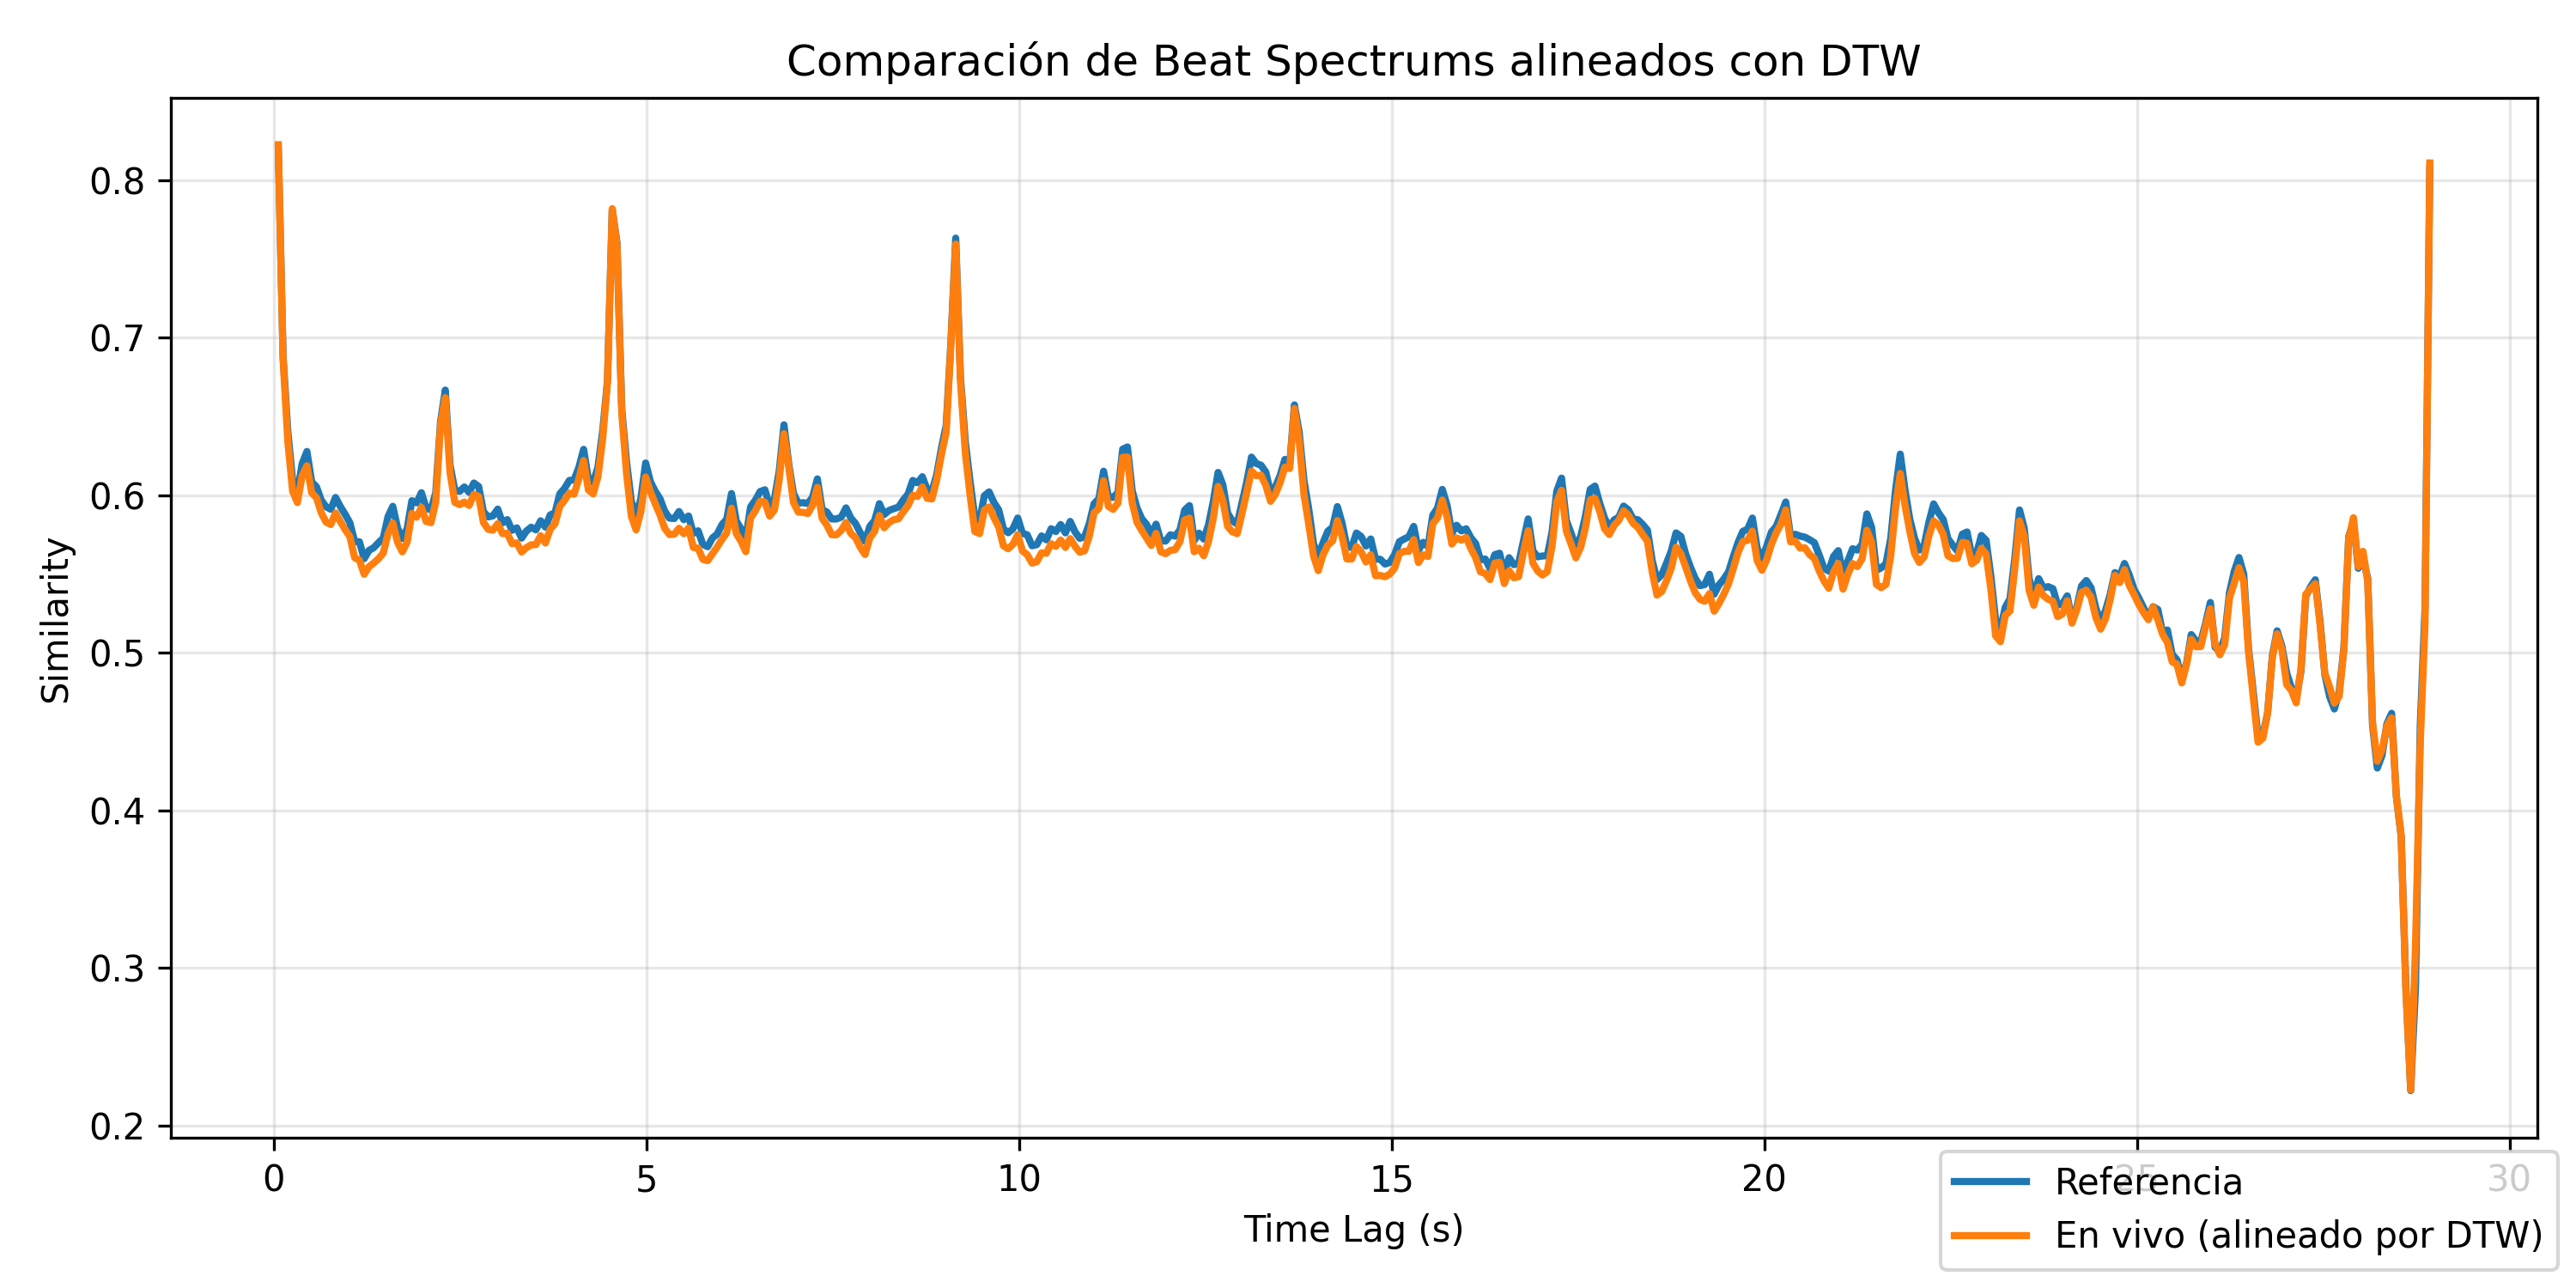 Comparación de Beat Spectrums alineados con DTW
Similarity
0.8
0.7
0.6
0.5
0.4
0.3
0.2
0 5 10 15 20 25 30
Time Lag (s)
Referencia
En vivo (alineado por DTW)